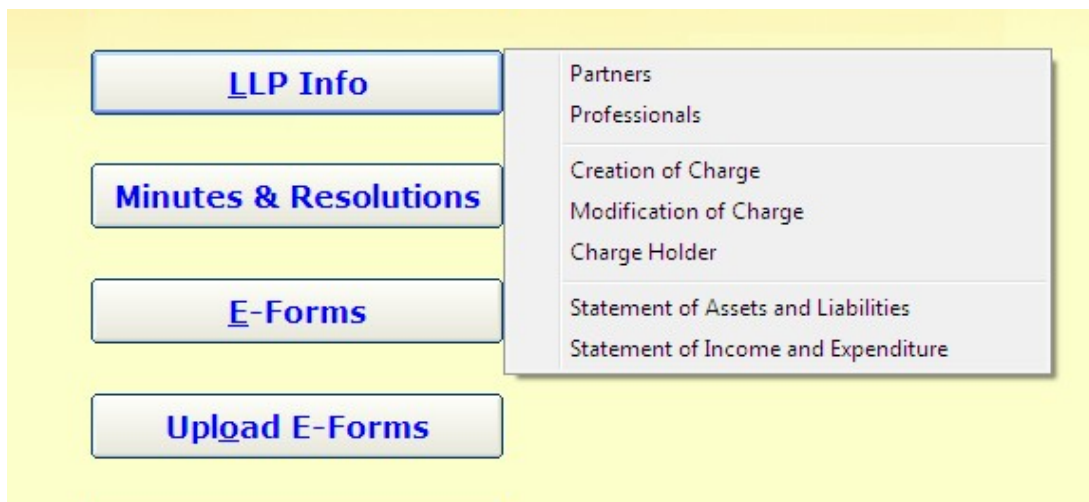 LLP Info
Minutes & Resolutions
E-Forms
Upload E-Forms
Partners
Professionals
Creation of Charge
Modification of Charge
Charge Holder
Statement of Assets and Liabilities
Statement of Income and Expenditure